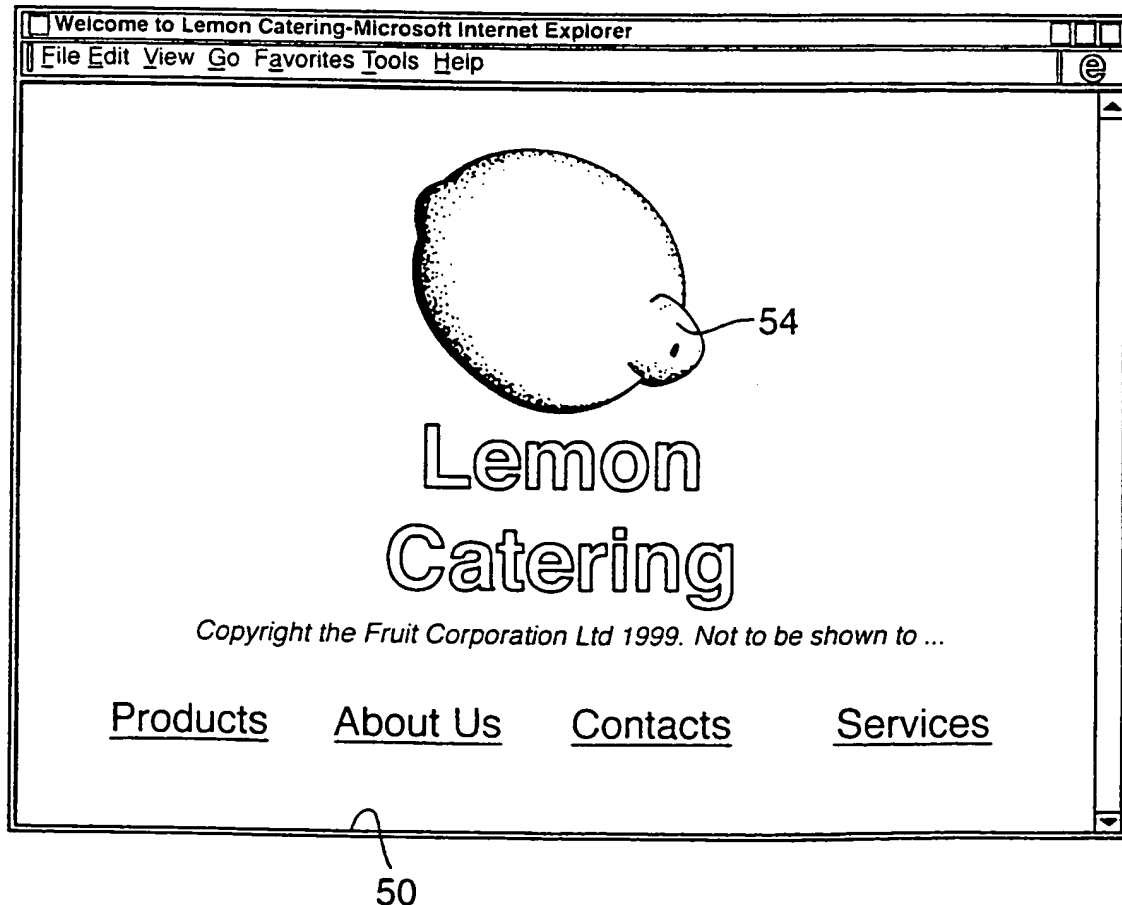 Welcome to Lemon Catering-Microsoft Internet Explorer
File Edit View Go Favorites Tools Help
e
54
Lemon
Catering
Copyright the Fruit Corporation Ltd 1999. Not to be shown to ...
Products About Us Contacts Services
50